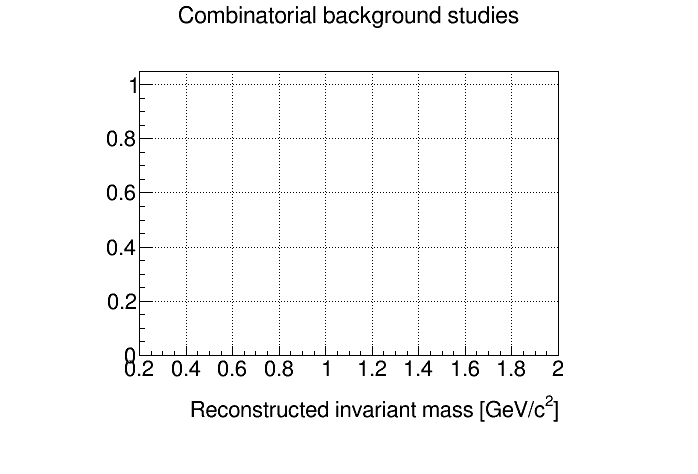 Combinatorial background studies
1
0.8
0.6
0.4
0.2
0
0.2 0.4 0.6 0.8 1 1.2 1.4 1.6 1.8 2
Reconstructed invariant mass [GeV/c²]